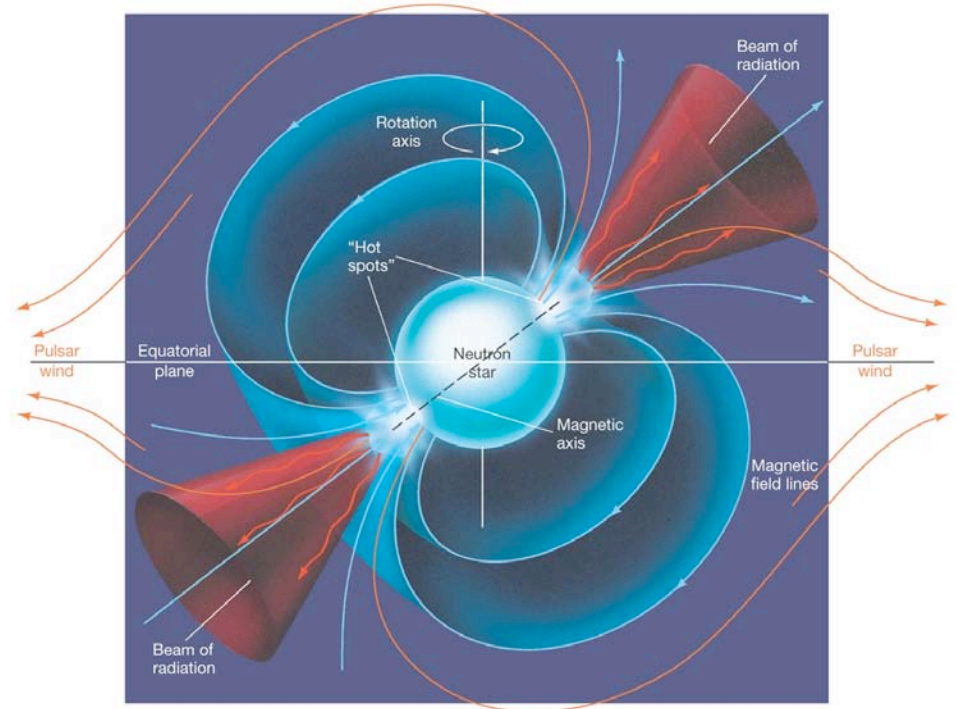 Beam of
radiation
Rotation
axis
“Hot
spots”
Pulsar
wind
Equatorial
plane
Neutron
star
Pulsar
wind
Magnetic
axis
Magnetic
field lines
Beam of
radiation